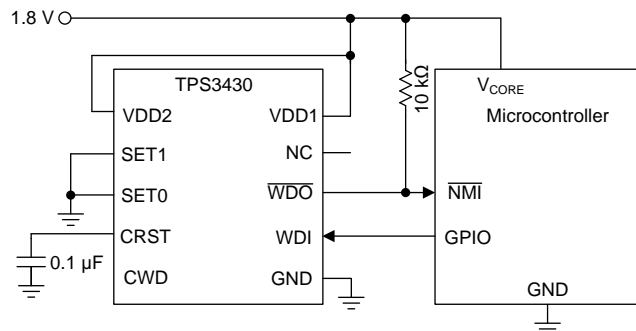 1.8 V
TPS3430
VDD2
VDD1
10 kΩ
V_CORE
Microcontroller
SET1
NC
SET0
WDO
NMI
CRST
WDI
GPIO
0.1 µF
CWD
GND
GND